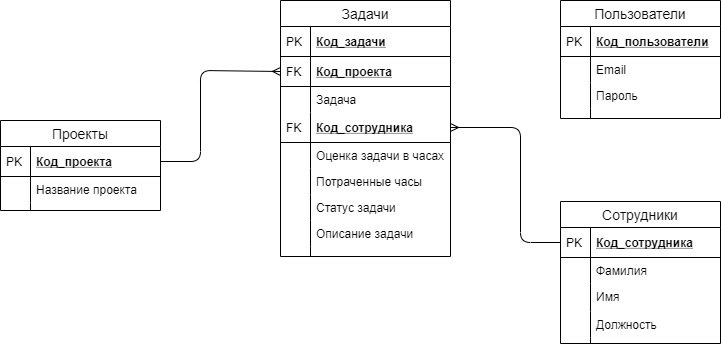 Задачи
PK Код_задачи
FK Код_проекта
Задача
FK Код_сотрудника
Оценка задачи в часах
Потраченные часы
Статус задачи
Описание задачи
Пользователи
PK Код_пользователи
Email
Пароль
Проекты
PK Код_проекта
Название проекта
Сотрудники
PK Код_сотрудника
Фамилия
Имя
Должность